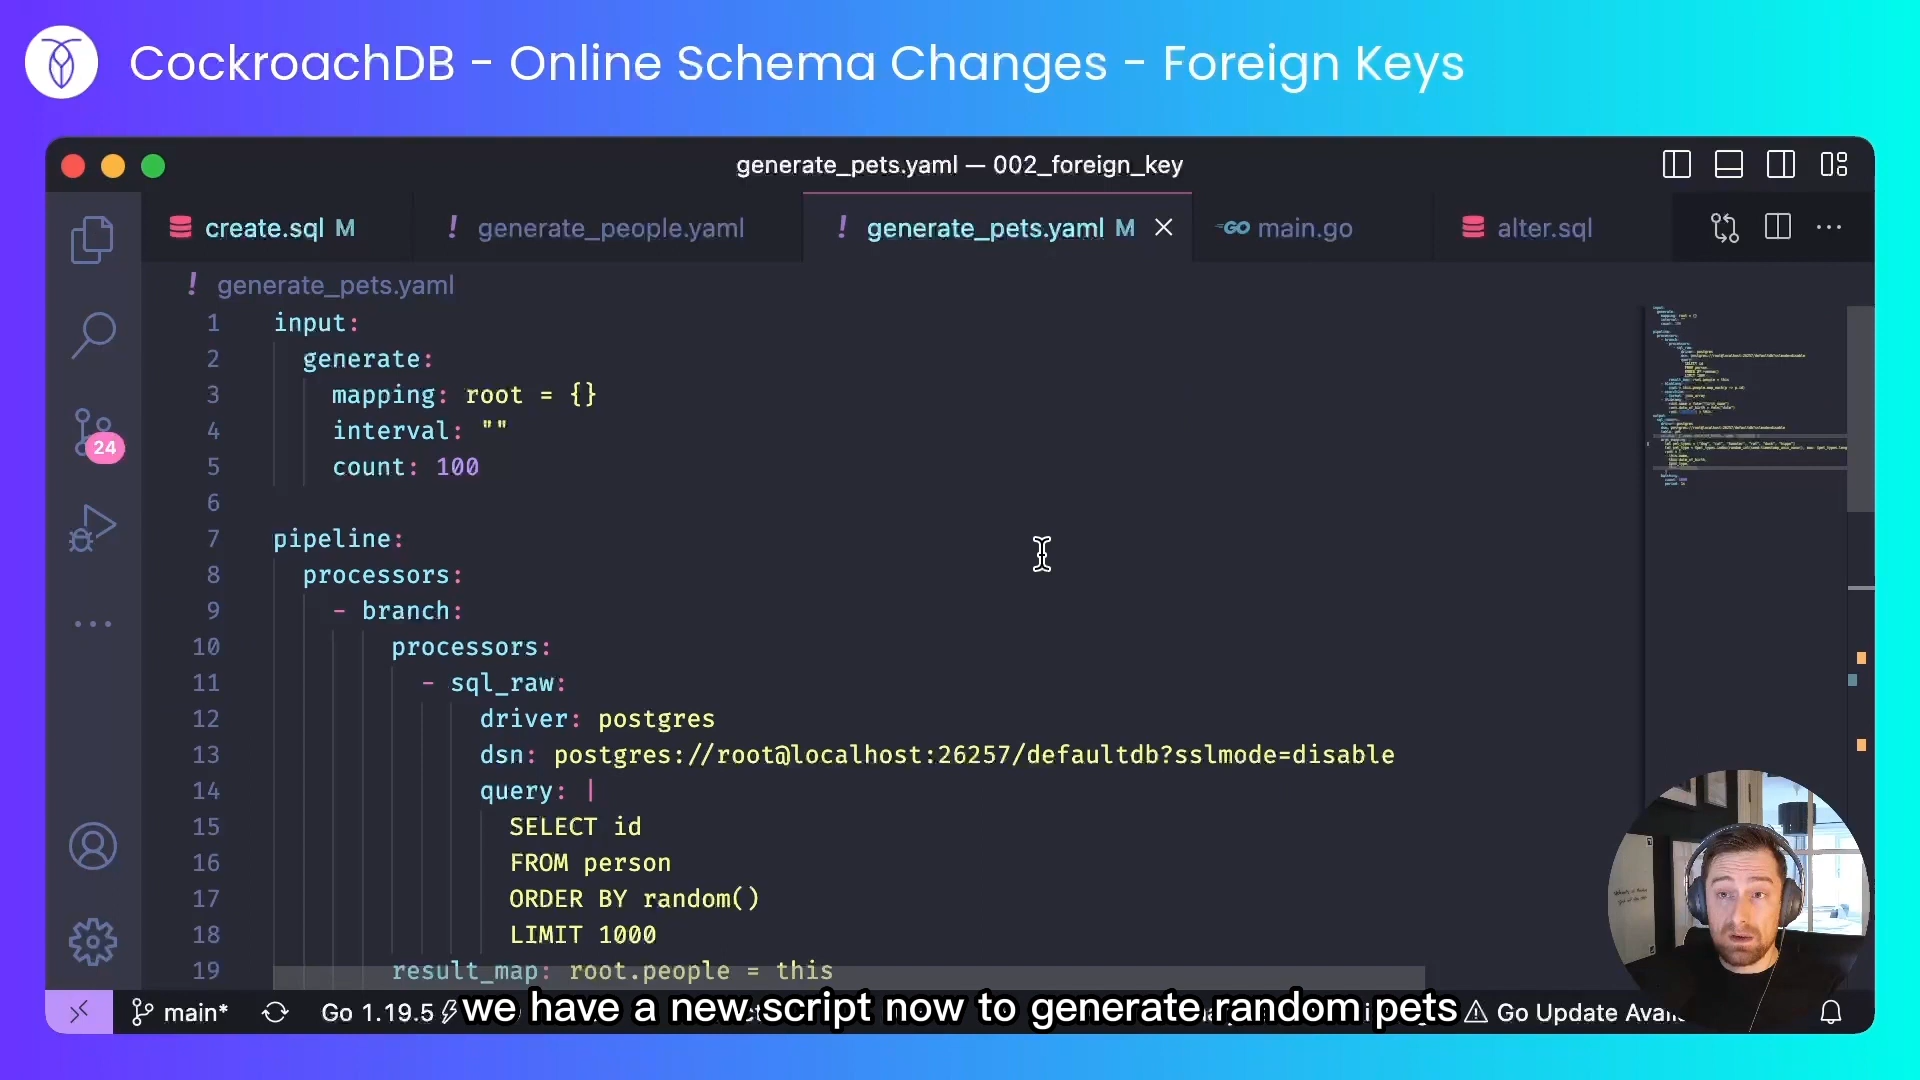 CockroachDB - Online Schema Changes - Foreign Keys
generate_pets.yaml — 002_foreign_key
create.sql M
! generate_people.yaml
! generate_pets.yaml M
GO main.go
alter.sql
! generate_pets.yaml
1 input:
2 generate:
3 mapping: root = {}
4 interval: ""
5 count: 100
6
7 pipeline:
8 processors:
9 - branch:
10 processors:
11 - sql_raw:
12 driver: postgres
13 dsn: postgres://root@localhost:26257/defaultdb?sslmode=disable
14 query: |
15 SELECT id
16 FROM person
17 ORDER BY random()
18 LIMIT 1000
19 result_map: root.people = this
24
main* Go 1.19.5
we have a new script now to generate random pets
Go Update